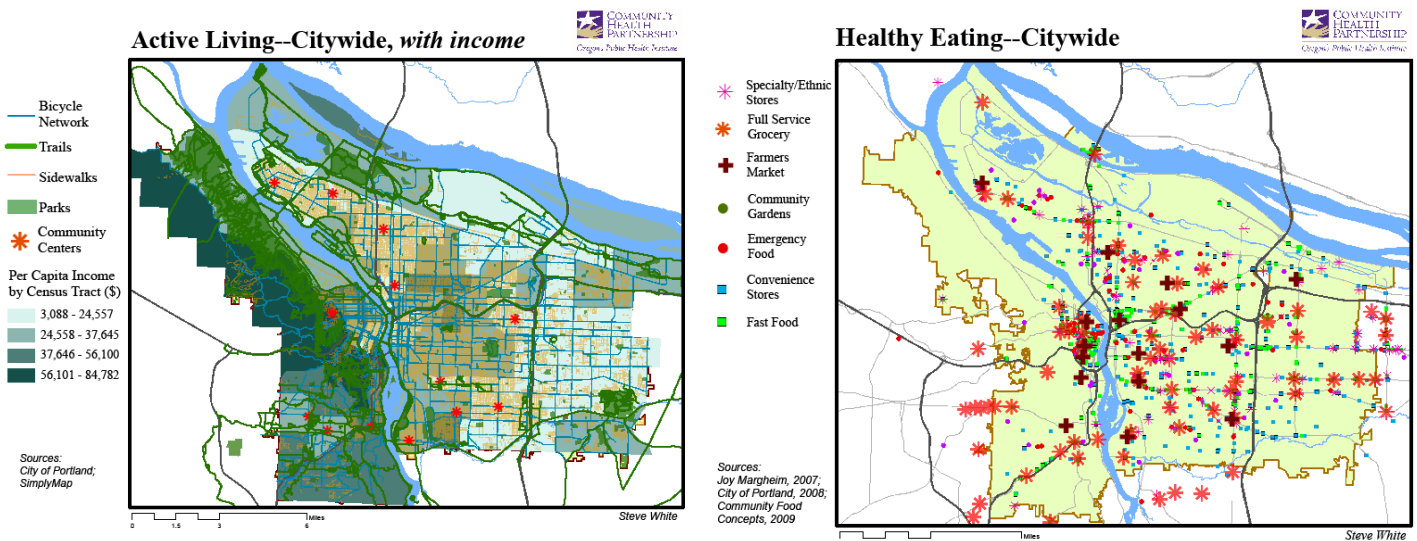 Active Living--Citywide, with income
COMMUNITY
HEALTH
PARTNERSHIP
Oregon's Public Health Institute
Bicycle
Network
Trails
Sidewalks
Parks
Community
Centers
Per Capita Income
by Census Tract ($)
3,088 - 24,557
24,558 - 37,645
37,646 - 56,100
56,101 - 84,782
Sources:
City of Portland;
SimplyMap
0 1.5 3 6 Miles
Steve White
Healthy Eating--Citywide
COMMUNITY
HEALTH
PARTNERSHIP
Oregon's Public Health Institute
Specialty/Ethnic
Stores
Full Service
Grocery
Farmers
Market
Community
Gardens
Emergency
Food
Convenience
Stores
Fast Food
Sources:
Joy Margheim, 2007;
City of Portland, 2008;
Community Food
Concepts, 2009
Miles
Steve White